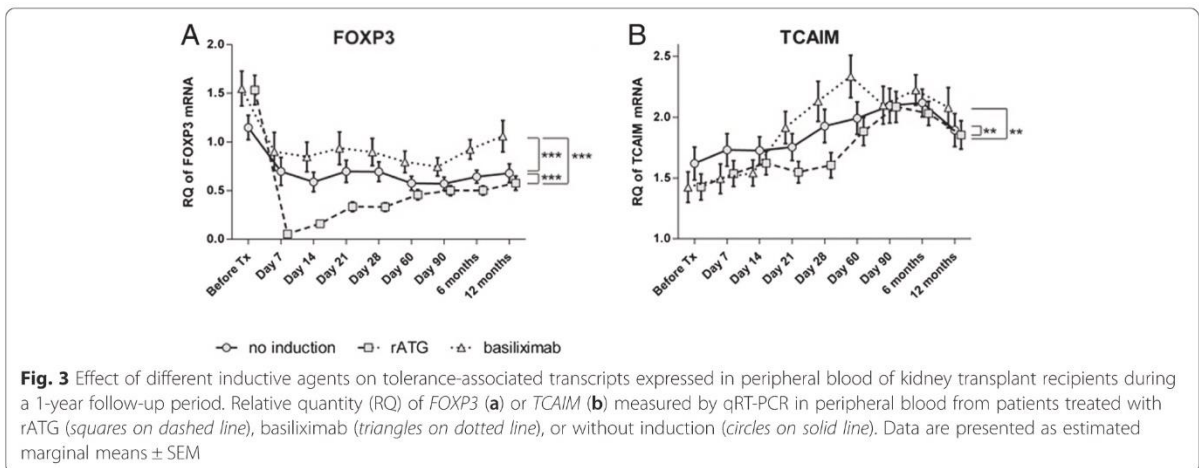 A
FOXP3
RQ of FOXP3 mRNA
2.0
1.5
1.0
0.5
0.0
Before Tx
Day 7
Day 14
Day 21
Day 28
Day 60
Day 90
6 months
12 months
***
***
***
B
TCAIM
RQ of TCAIM mRNA
2.5
2.0
1.5
1.0
Before Tx
Day 7
Day 14
Day 21
Day 28
Day 60
Day 90
6 months
12 months
**
**
no induction
rATG
basiliximab
Fig. 3 Effect of different inductive agents on tolerance-associated transcripts expressed in peripheral blood of kidney transplant recipients during
a 1-year follow-up period. Relative quantity (RQ) of FOXP3 (a) or TCAIM (b) measured by qRT-PCR in peripheral blood from patients treated with
rATG (squares on dashed line), basiliximab (triangles on dotted line), or without induction (circles on solid line). Data are presented as estimated
marginal means ± SEM